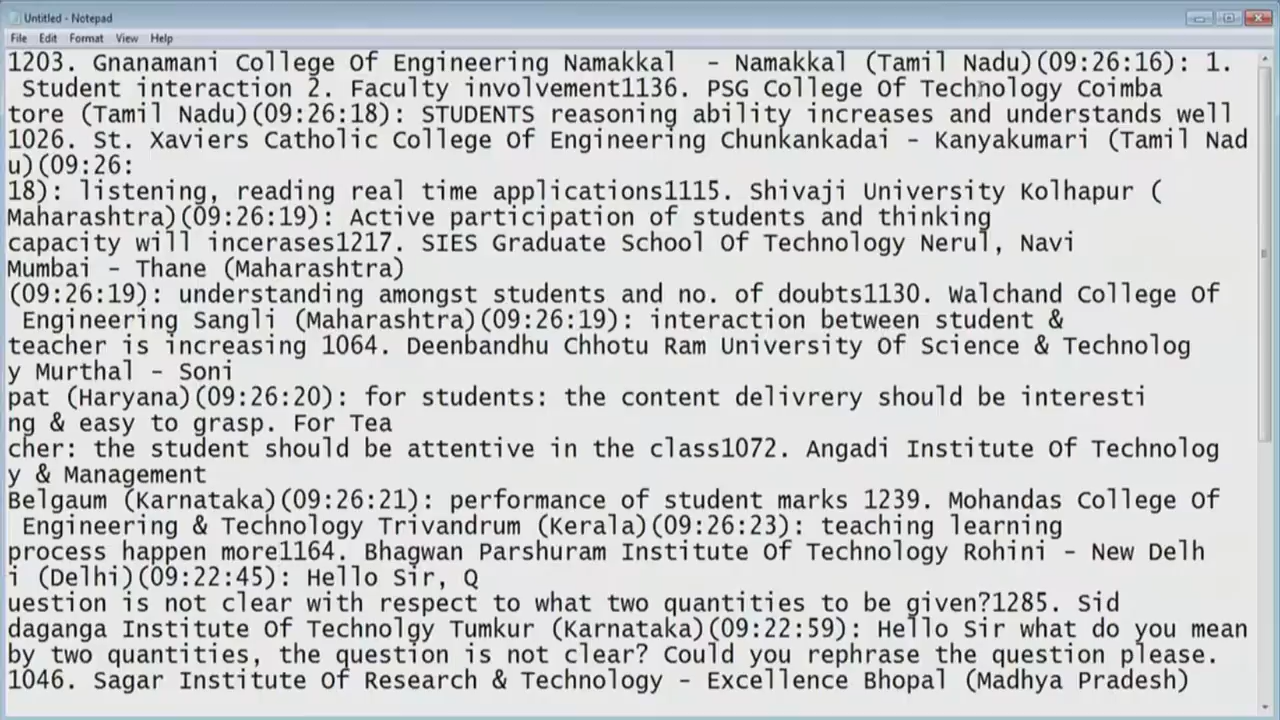 Untitled - Notepad
File Edit Format View Help
1203. Gnanamani College Of Engineering Namakkal  - Namakkal (Tamil Nadu)(09:26:16): 1.
 Student interaction 2. Faculty involvement1136. PSG College Of Technology Coimba
tore (Tamil Nadu)(09:26:18): STUDENTS reasoning ability increases and understands well
1026. St. Xaviers Catholic College Of Engineering Chunkankadai - Kanyakumari (Tamil Nad
u)(09:26:
18): listening, reading real time applications1115. Shivaji University Kolhapur (
Maharashtra)(09:26:19): Active participation of students and thinking
capacity will incerases1217. SIES Graduate School Of Technology Nerul, Navi
Mumbai - Thane (Maharashtra)
(09:26:19): understanding amongst students and no. of doubts1130. Walchand College Of
 Engineering Sangli (Maharashtra)(09:26:19): interaction between student &
teacher is increasing 1064. Deenbandhu Chhotu Ram University Of Science & Technolog
y Murthal - Soni
pat (Haryana)(09:26:20): for students: the content delivrery should be interesti
ng & easy to grasp. For Tea
cher: the student should be attentive in the class1072. Angadi Institute Of Technolog
y & Management
Belgaum (Karnataka)(09:26:21): performance of student marks 1239. Mohandas College Of
 Engineering & Technology Trivandrum (Kerala)(09:26:23): teaching learning
process happen more1164. Bhagwan Parshuram Institute Of Technology Rohini - New Delh
i (Delhi)(09:22:45): Hello Sir, Q
uestion is not clear with respect to what two quantities to be given?1285. Sid
daganga Institute Of Technolgy Tumkur (Karnataka)(09:22:59): Hello Sir what do you mean
by two quantities, the question is not clear? Could you rephrase the question please.
1046. Sagar Institute Of Research & Technology - Excellence Bhopal (Madhya Pradesh)